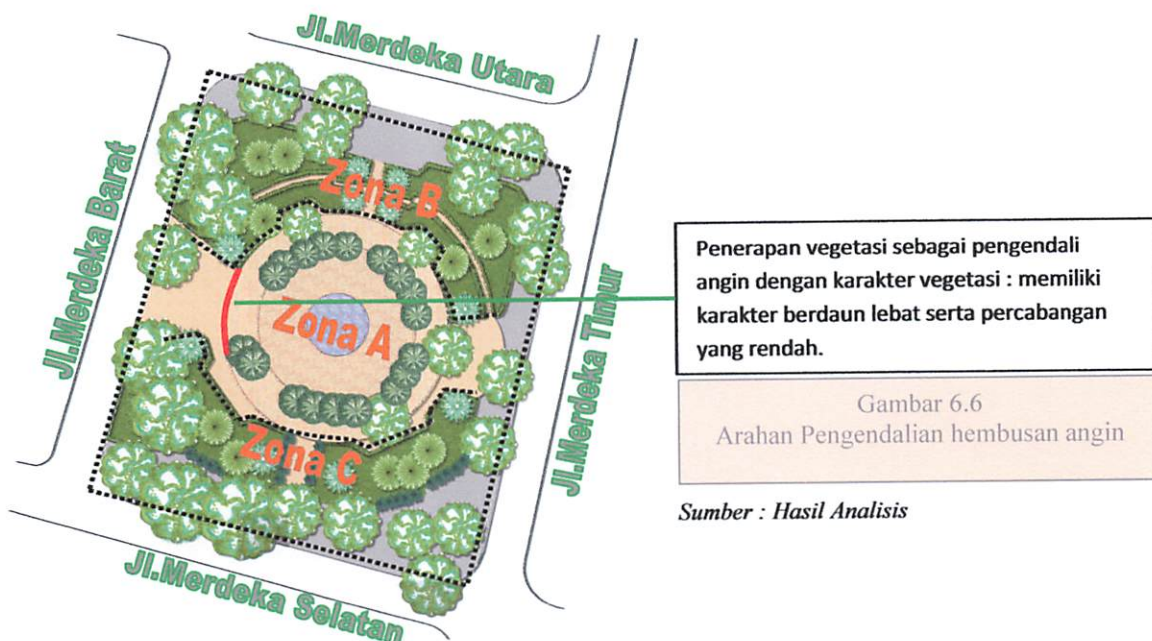 Jl.Merdeka Utara
Jl.Merdeka Barat
Zona B
Zona A
Zona C
Jl.Merdeka Timur
Jl.Merdeka Selatan
Penerapan vegetasi sebagai pengendali
angin dengan karakter vegetasi : memiliki
karakter berdaun lebat serta percabangan
yang rendah.
Gambar 6.6
Arahan Pengendalian hembusan angin
Sumber : Hasil Analisis